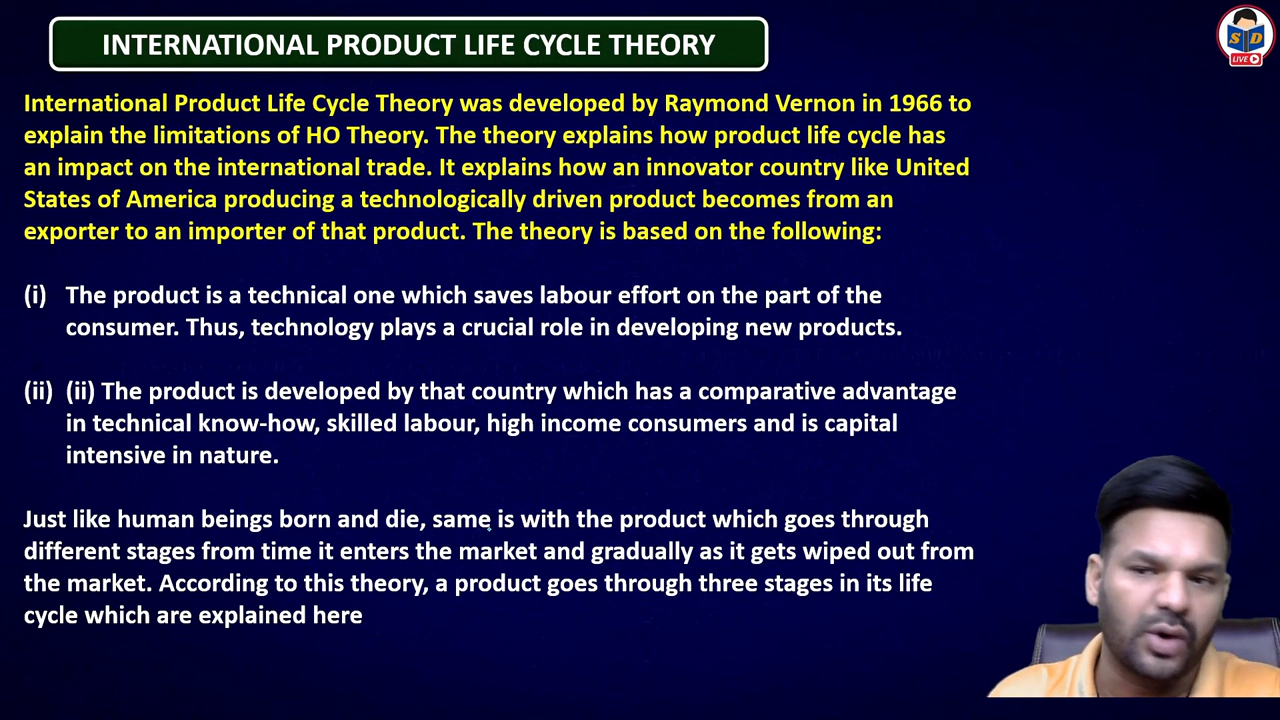 INTERNATIONAL PRODUCT LIFE CYCLE THEORY
S D
LIVE
International Product Life Cycle Theory was developed by Raymond Vernon in 1966 to
explain the limitations of HO Theory. The theory explains how product life cycle has
an impact on the international trade. It explains how an innovator country like United
States of America producing a technologically driven product becomes from an
exporter to an importer of that product. The theory is based on the following:
(i) The product is a technical one which saves labour effort on the part of the
consumer. Thus, technology plays a crucial role in developing new products.
(ii) (ii) The product is developed by that country which has a comparative advantage
in technical know-how, skilled labour, high income consumers and is capital
intensive in nature.
Just like human beings born and die, same is with the product which goes through
different stages from time it enters the market and gradually as it gets wiped out from
the market. According to this theory, a product goes through three stages in its life
cycle which are explained here